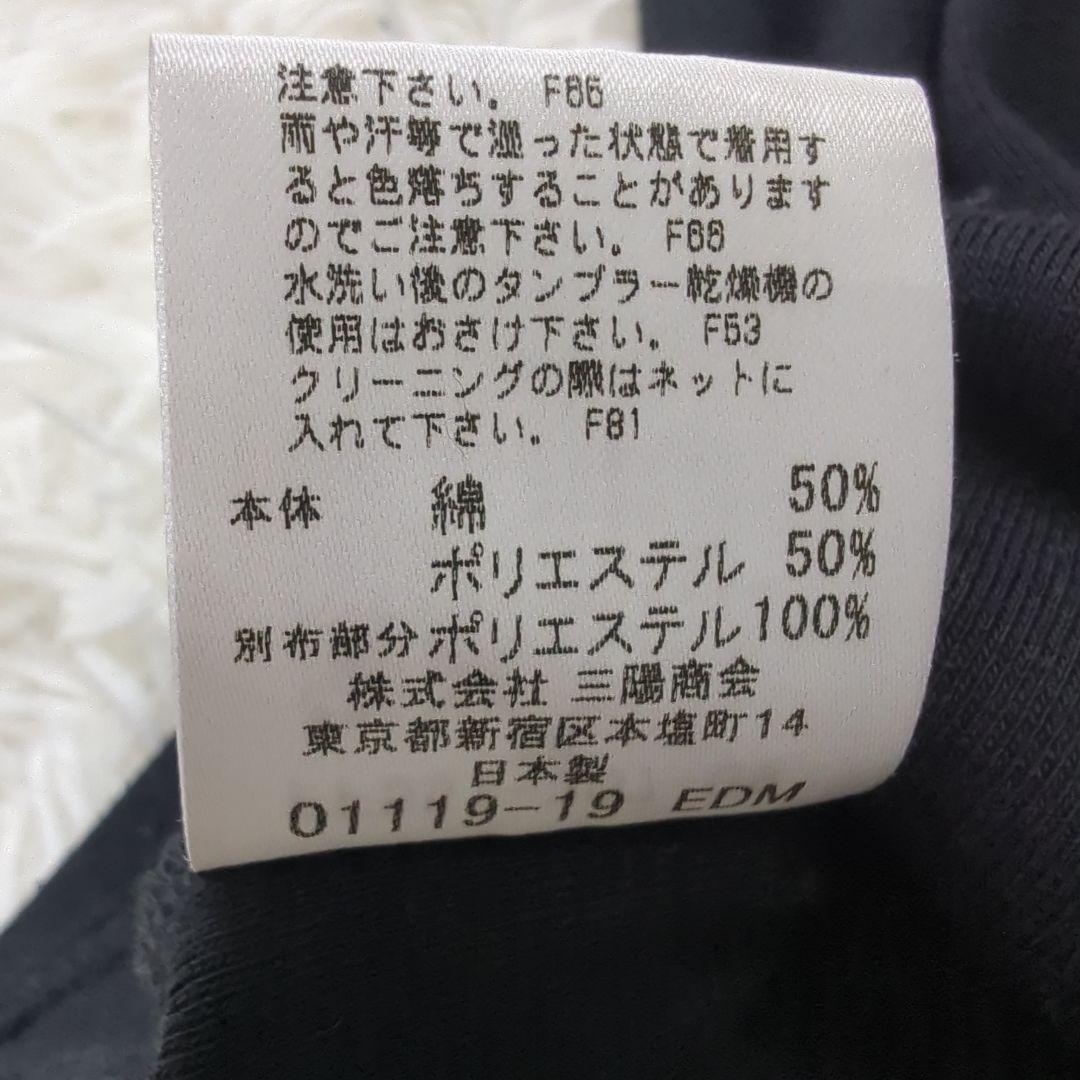 注意下さい。 F66
雨や汗等で湿った状態で着用す
ると色落ちすることがあります
のでご注意下さい。 F68
水洗い後のタンブラー乾燥機の
使用はおさけ下さい。 F53
クリーニングの際はネットに
入れて下さい。 F81
本体 綿 50%
ポリエステル 50%
別布部分 ポリエステル 100%
株式会社 三陽商会
東京都新宿区本塩町14
日本製
01119-19 EDM